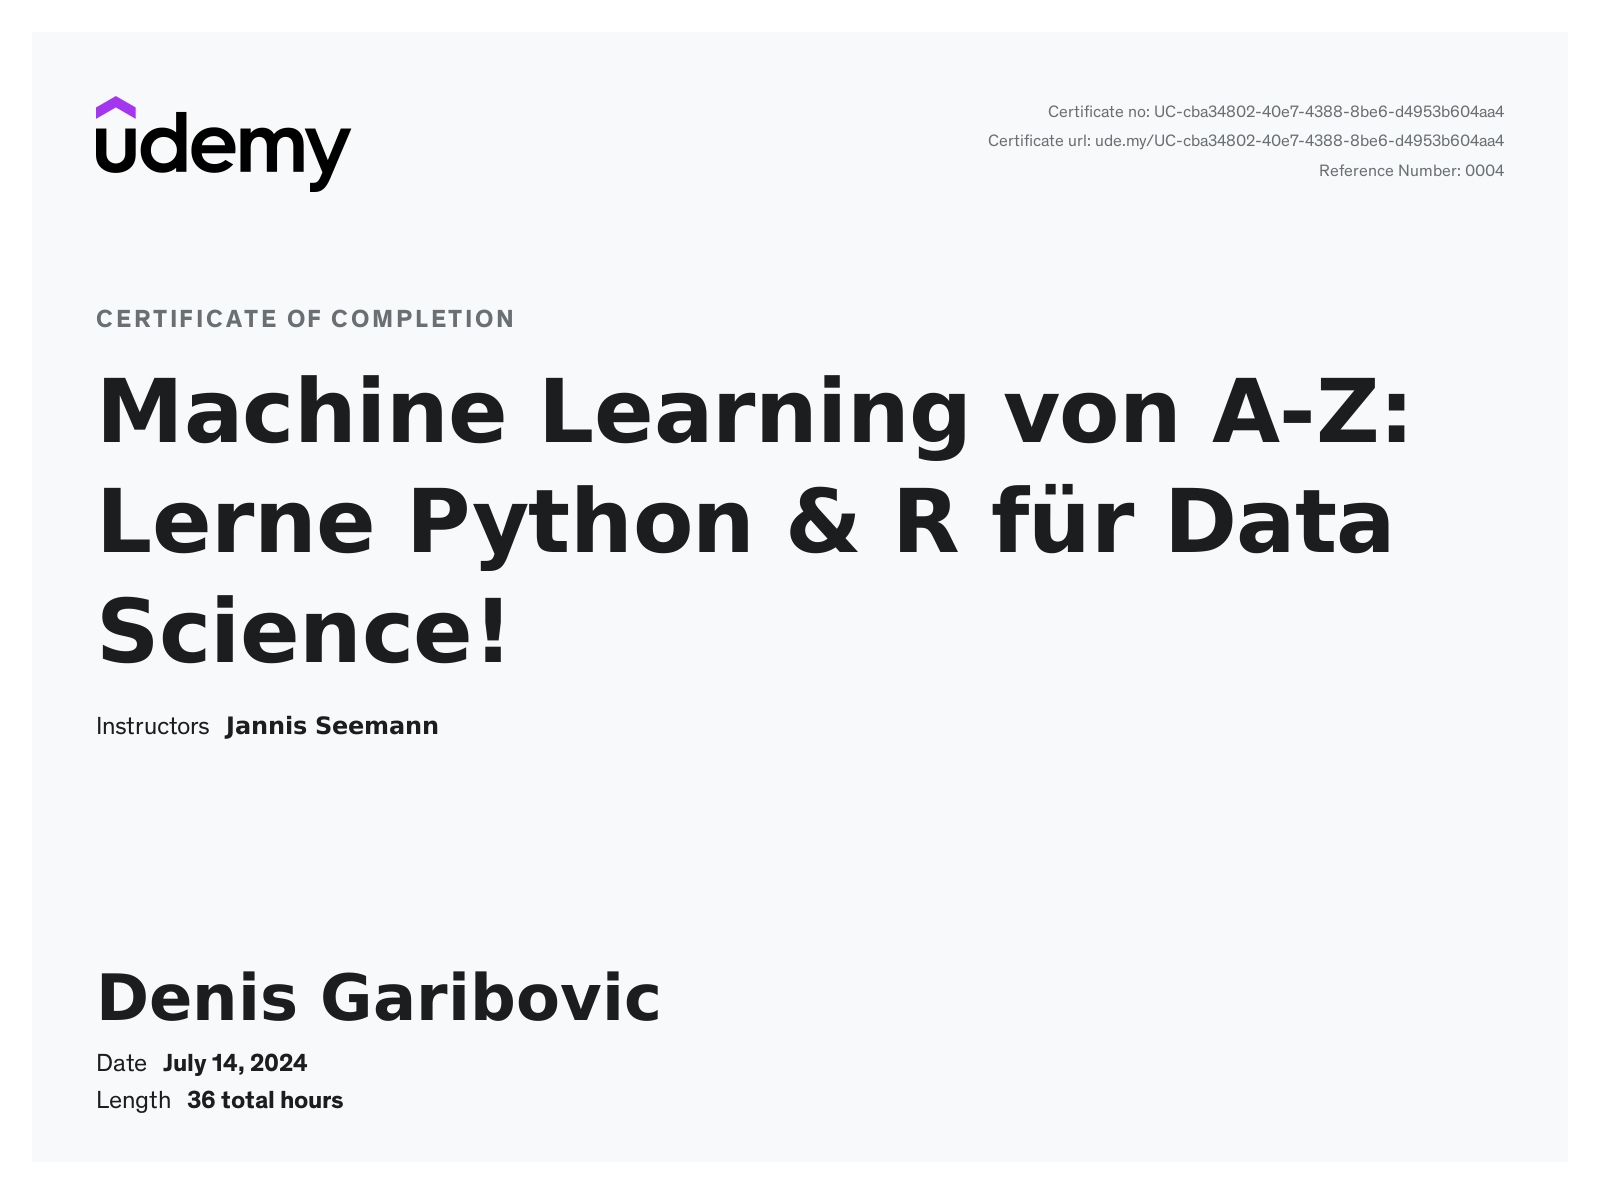 udemy
Certificate no: UC-cba34802-40e7-4388-8be6-d4953b604aa4
Certificate url: ude.my/UC-cba34802-40e7-4388-8be6-d4953b604aa4
Reference Number: 0004
CERTIFICATE OF COMPLETION
Machine Learning von A-Z:
Lerne Python & R für Data
Science!
Instructors Jannis Seemann
Denis Garibovic
Date July 14, 2024
Length 36 total hours